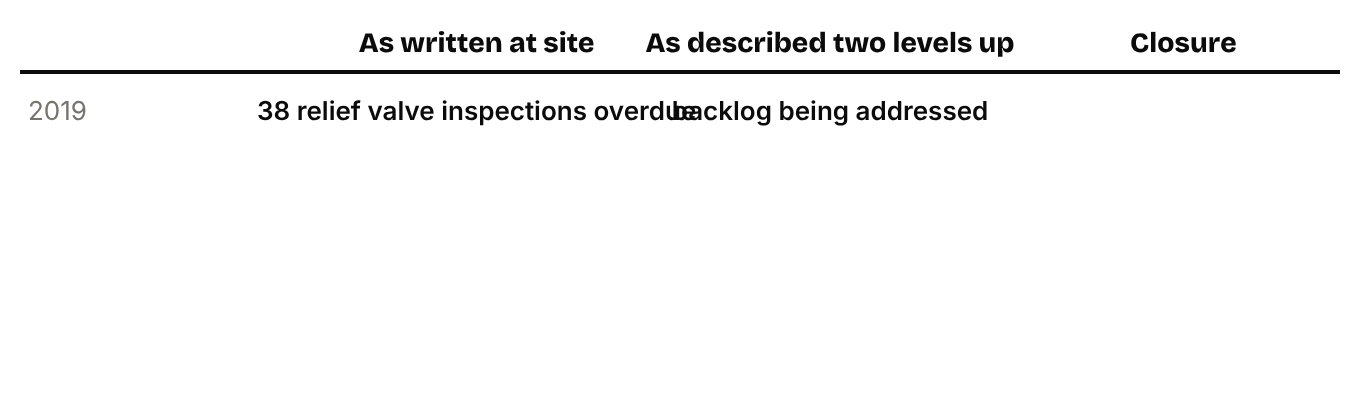 As written at site As described two levels up Closure
2019 38 relief valve inspections overdue backlog being addressed